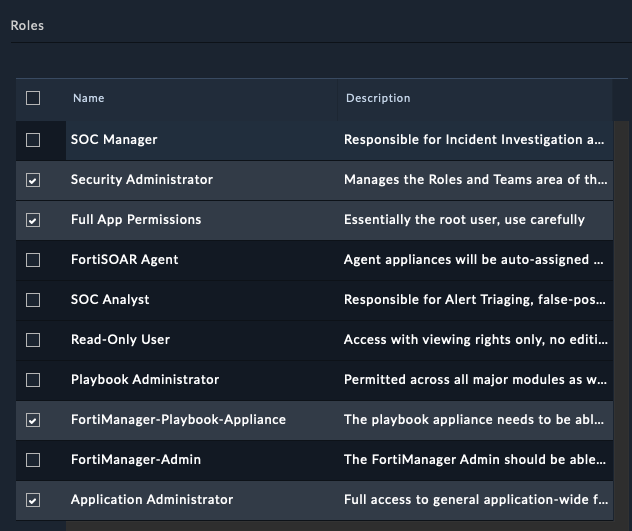 Roles
Name Description
SOC Manager Responsible for Incident Investigation a...
Security Administrator Manages the Roles and Teams area of th...
Full App Permissions Essentially the root user, use carefully
FortiSOAR Agent Agent appliances will be auto-assigned ...
SOC Analyst Responsible for Alert Triaging, false-pos...
Read-Only User Access with viewing rights only, no editi...
Playbook Administrator Permitted across all major modules as w...
FortiManager-Playbook-Appliance The playbook appliance needs to be abl...
FortiManager-Admin The FortiManager Admin should be able...
Application Administrator Full access to general application-wide f...